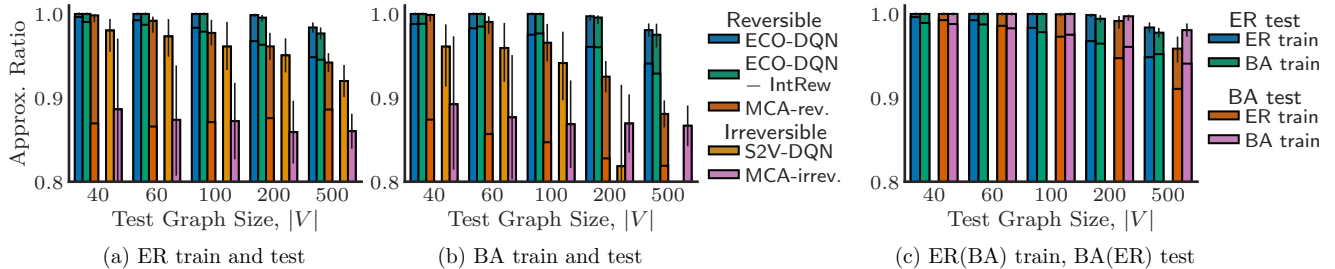 Approx. Ratio
1.0
0.9
0.8
40 60 100 200 500
Test Graph Size, |V|
(a) ER train and test
1.0
0.9
0.8
40 60 100 200 500
Test Graph Size, |V|
(b) BA train and test
Reversible
ECO-DQN
ECO-DQN
− IntRew
MCA-rev.
Irreversible
S2V-DQN
MCA-irrev.
1.0
0.9
0.8
40 60 100 200 500
Test Graph Size, |V|
(c) ER(BA) train, BA(ER) test
ER test
ER train
BA train
BA test
ER train
BA train